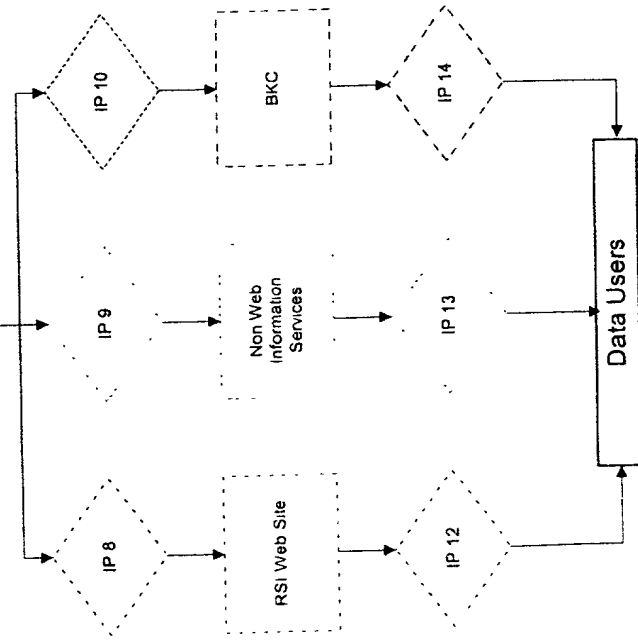 IP 8
IP 9
IP 10
RSI Web Site
Non Web
Information
Services
BKC
IP 12
IP 13
IP 14
Data Users